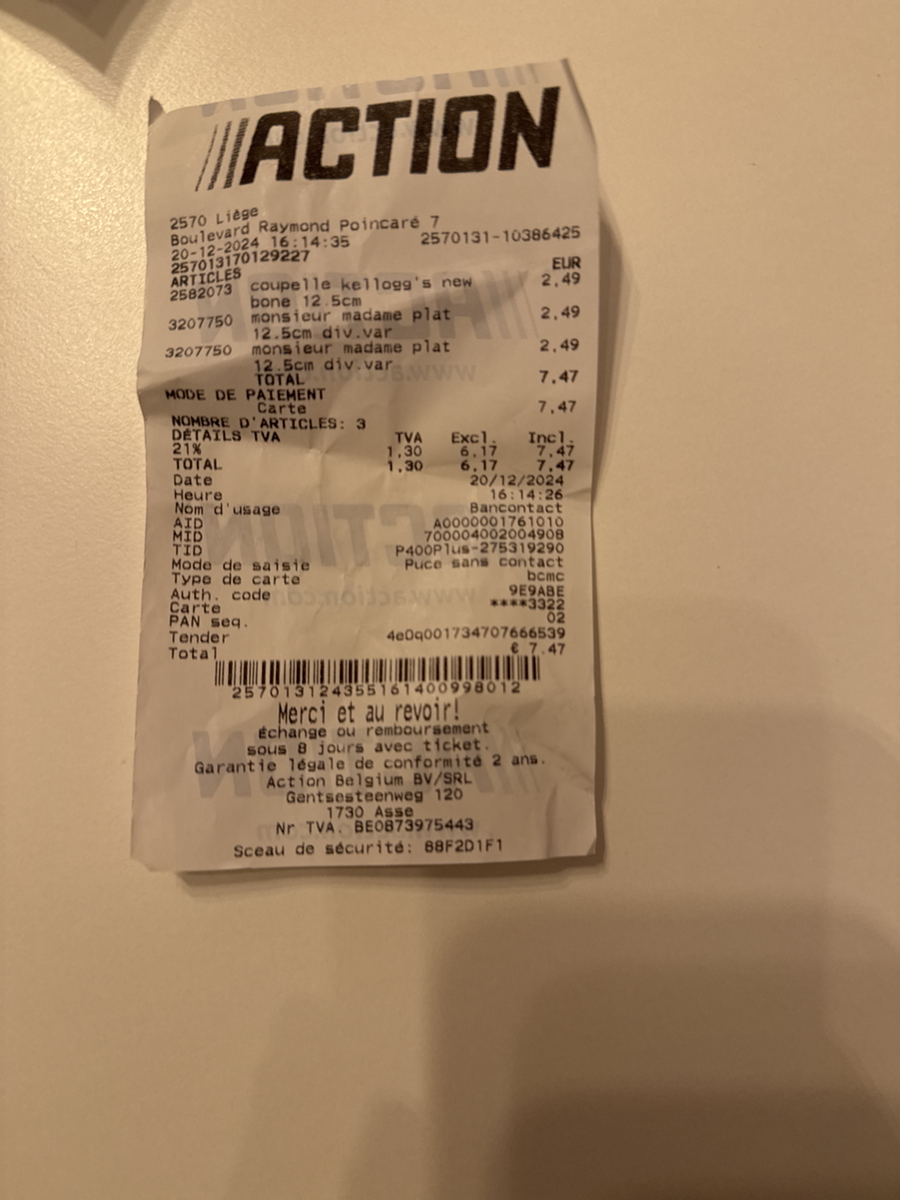 ACTION
2570 Liège
Boulevard Raymond Poincaré 7
20-12-2024 16:14:35 2570131-10386425
257013170129227
ARTICLES EUR
2582073 coupelle kellogg's new 2,49
bone 12.5cm
3207750 monsieur madame plat 2,49
12.5cm div.var
3207750 monsieur madame plat 2,49
12.5cm div.var
TOTAL 7,47
MODE DE PAIEMENT
Carte 7,47
NOMBRE D'ARTICLES: 3
DÉTAILS TVA TVA Excl. Incl.
21% 1,30 6,17 7,47
TOTAL 1,30 6,17 7,47
Date 20/12/2024
Heure 16:14:26
Nom d'usage Bancontact
AID A0000001761010
MID 700004002004908
TID P400Plus-275319290
Mode de saisie Puce sans contact
Type de carte bcmc
Auth. code 9E9ABE
Carte ****3322
PAN seq. 02
Tender 4e0q001734707666539
Total € 7.47
257013124355161400998012
Merci et au revoir!
Échange ou remboursement
sous 8 jours avec ticket.
Garantie légale de conformité 2 ans.
Action Belgium BV/SRL
Gentsesteenweg 120
1730 Asse
Nr TVA. BE0873975443
Sceau de sécurité: 88F2D1F1